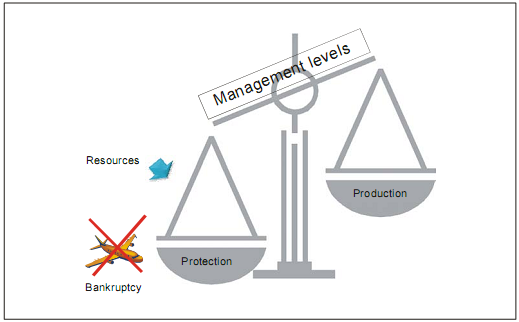 Management levels
Resources
Production
Protection
Bankruptcy